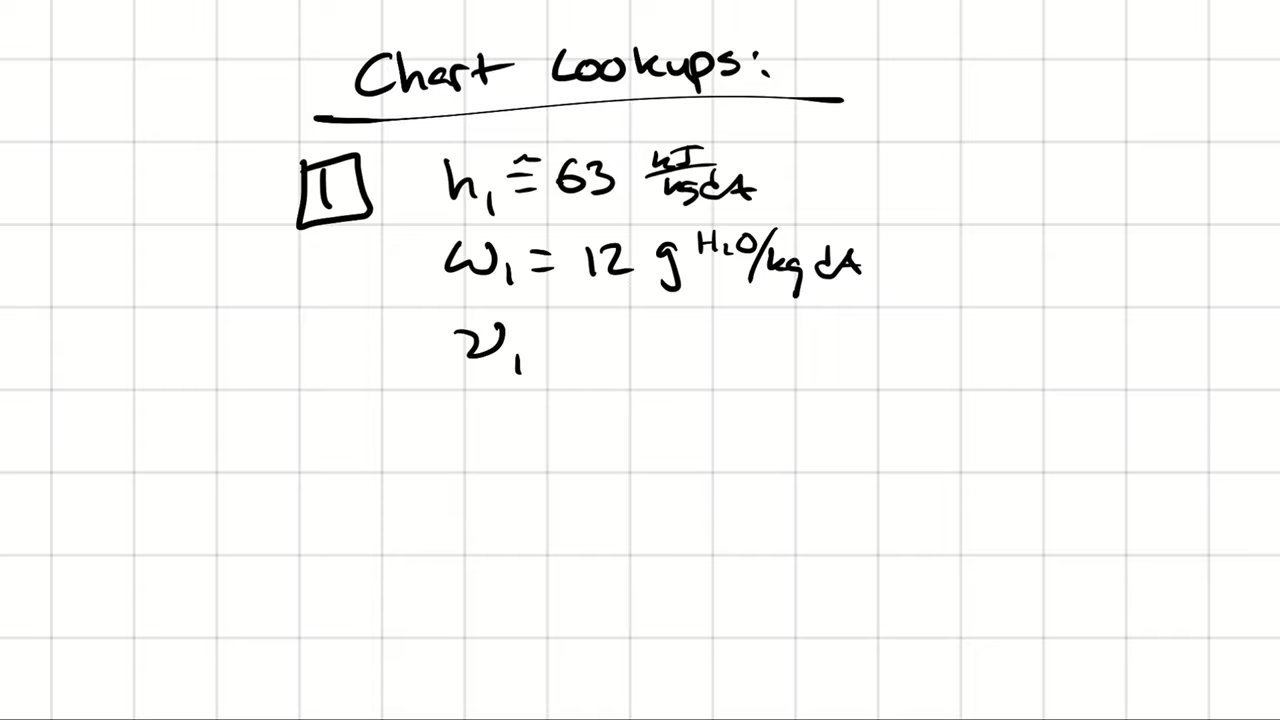 Chart Lookups:
1 h₁ ≅ 63 kJ/kg dA
ω₁ = 12 g H₂O/kg dA
v₁